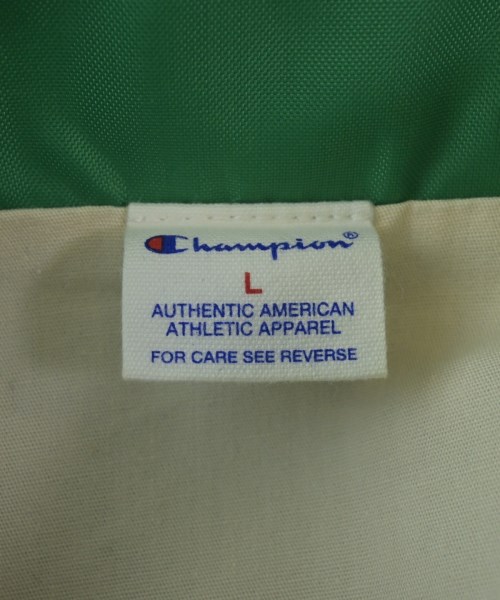 Champion®
L
AUTHENTIC AMERICAN
ATHLETIC APPAREL
FOR CARE SEE REVERSE